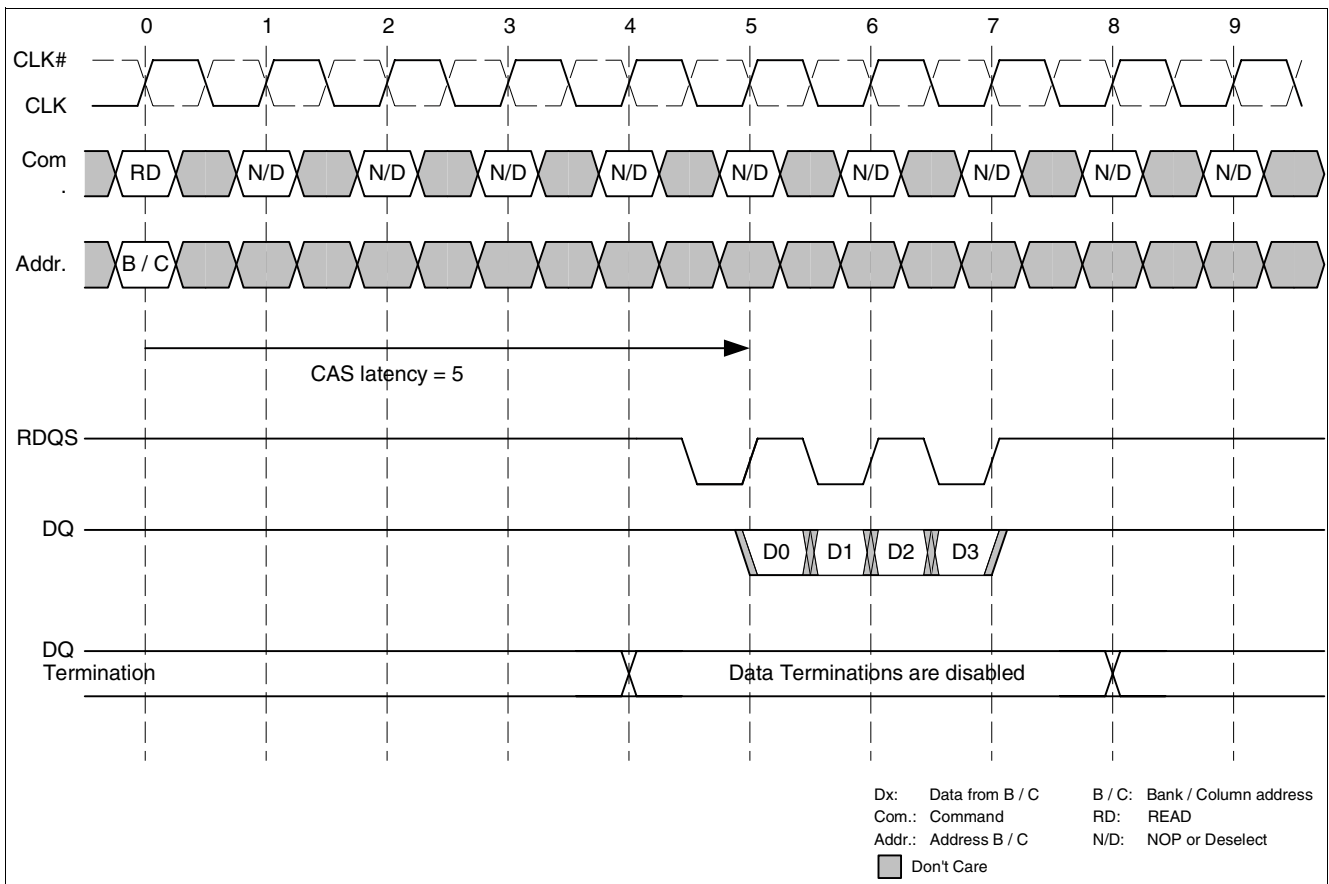 0 1 2 3 4 5 6 7 8 9
CLK#
CLK
Com
.
RD N/D N/D N/D N/D N/D N/D N/D N/D N/D
Addr.
B / C
CAS latency = 5
RDQS
DQ
D0 D1 D2 D3
DQ
Termination
Data Terminations are disabled
Dx: Data from B / C B / C: Bank / Column address
Com.: Command RD: READ
Addr.: Address B / C N/D: NOP or Deselect
Don't Care